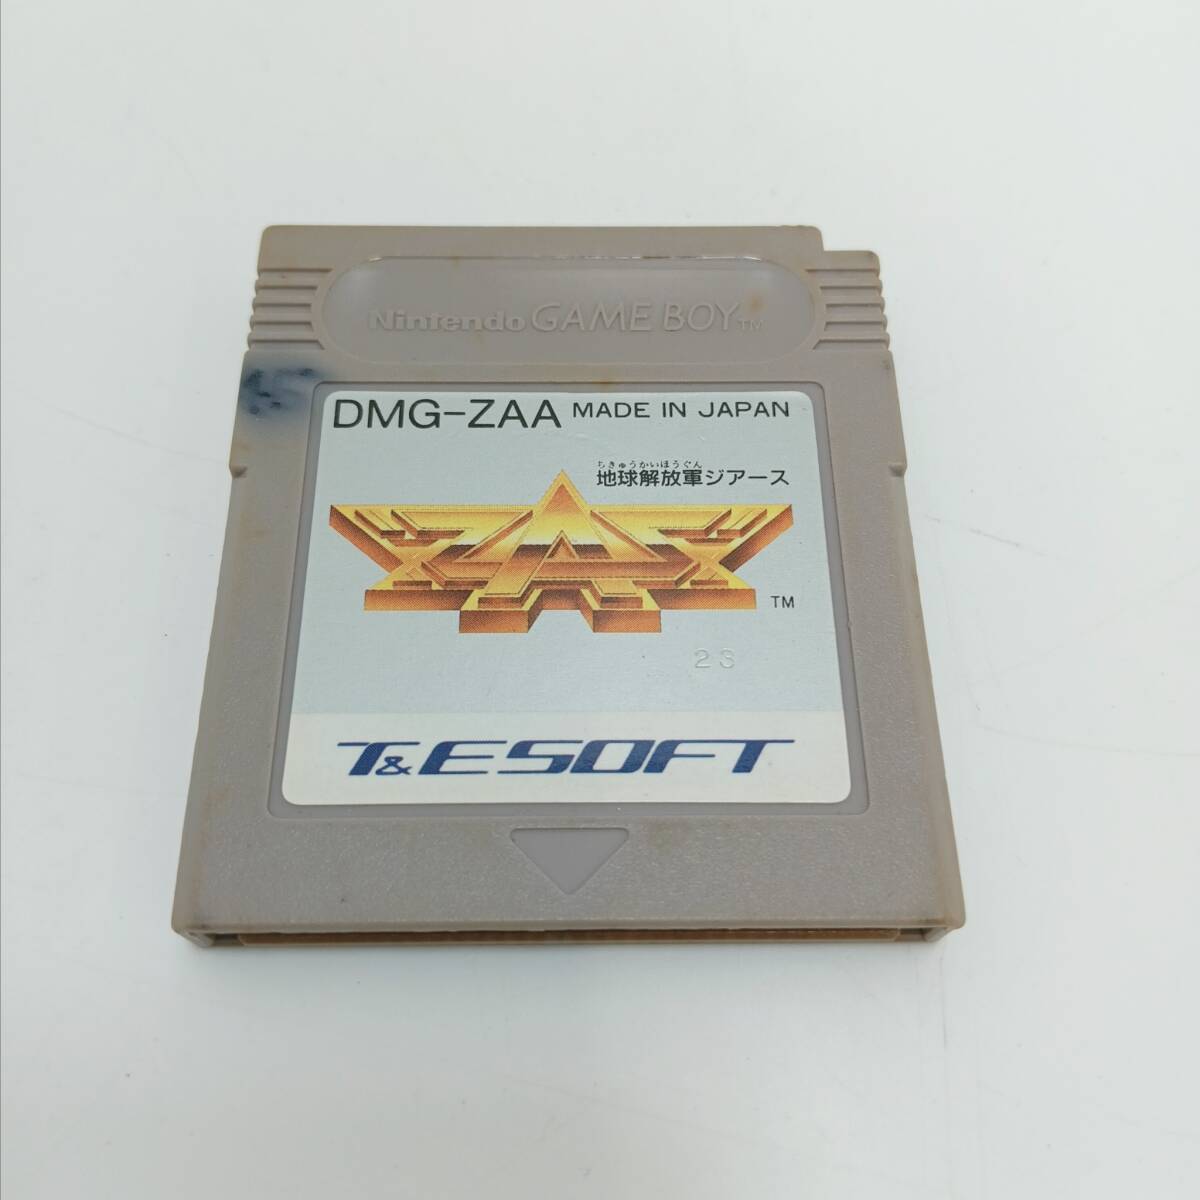 Nintendo GAME BOY TM
DMG-ZAA MADE IN JAPAN
ちきゅうかいほうぐん
地球解放軍ジアース
ZAS
TM
23
T&E SOFT